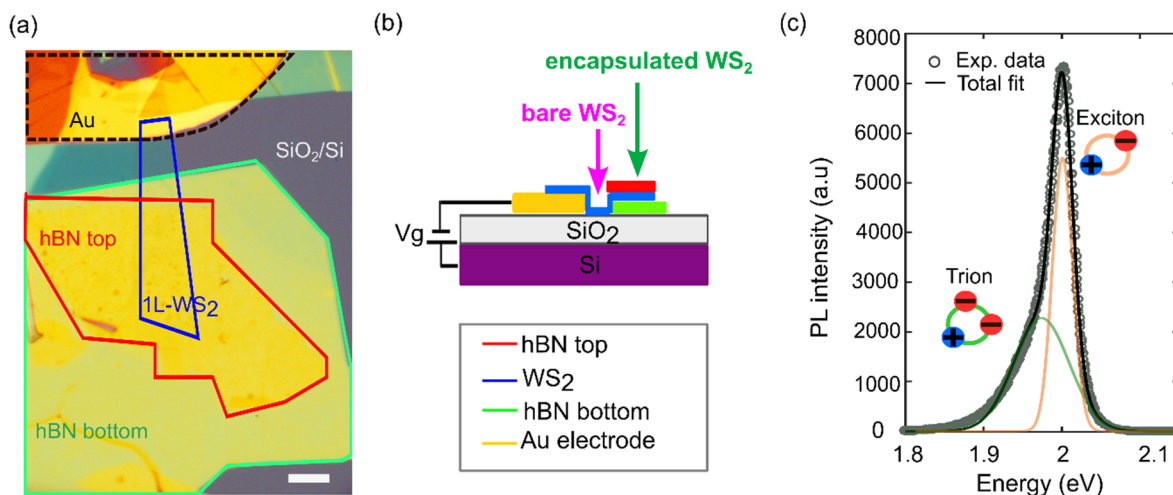 (a)
Au
SiO₂/Si
hBN top
1L-WS₂
hBN bottom
(b)
encapsulated WS₂
bare WS₂
Vg
SiO₂
Si
hBN top
WS₂
hBN bottom
Au electrode
(c)
8000
7000
6000
5000
4000
3000
2000
1000
0
PL intensity (a.u)
Exp. data
Total fit
Exciton
+
−
Trion
−
−
+
1.8
1.9
2
2.1
Energy (eV)